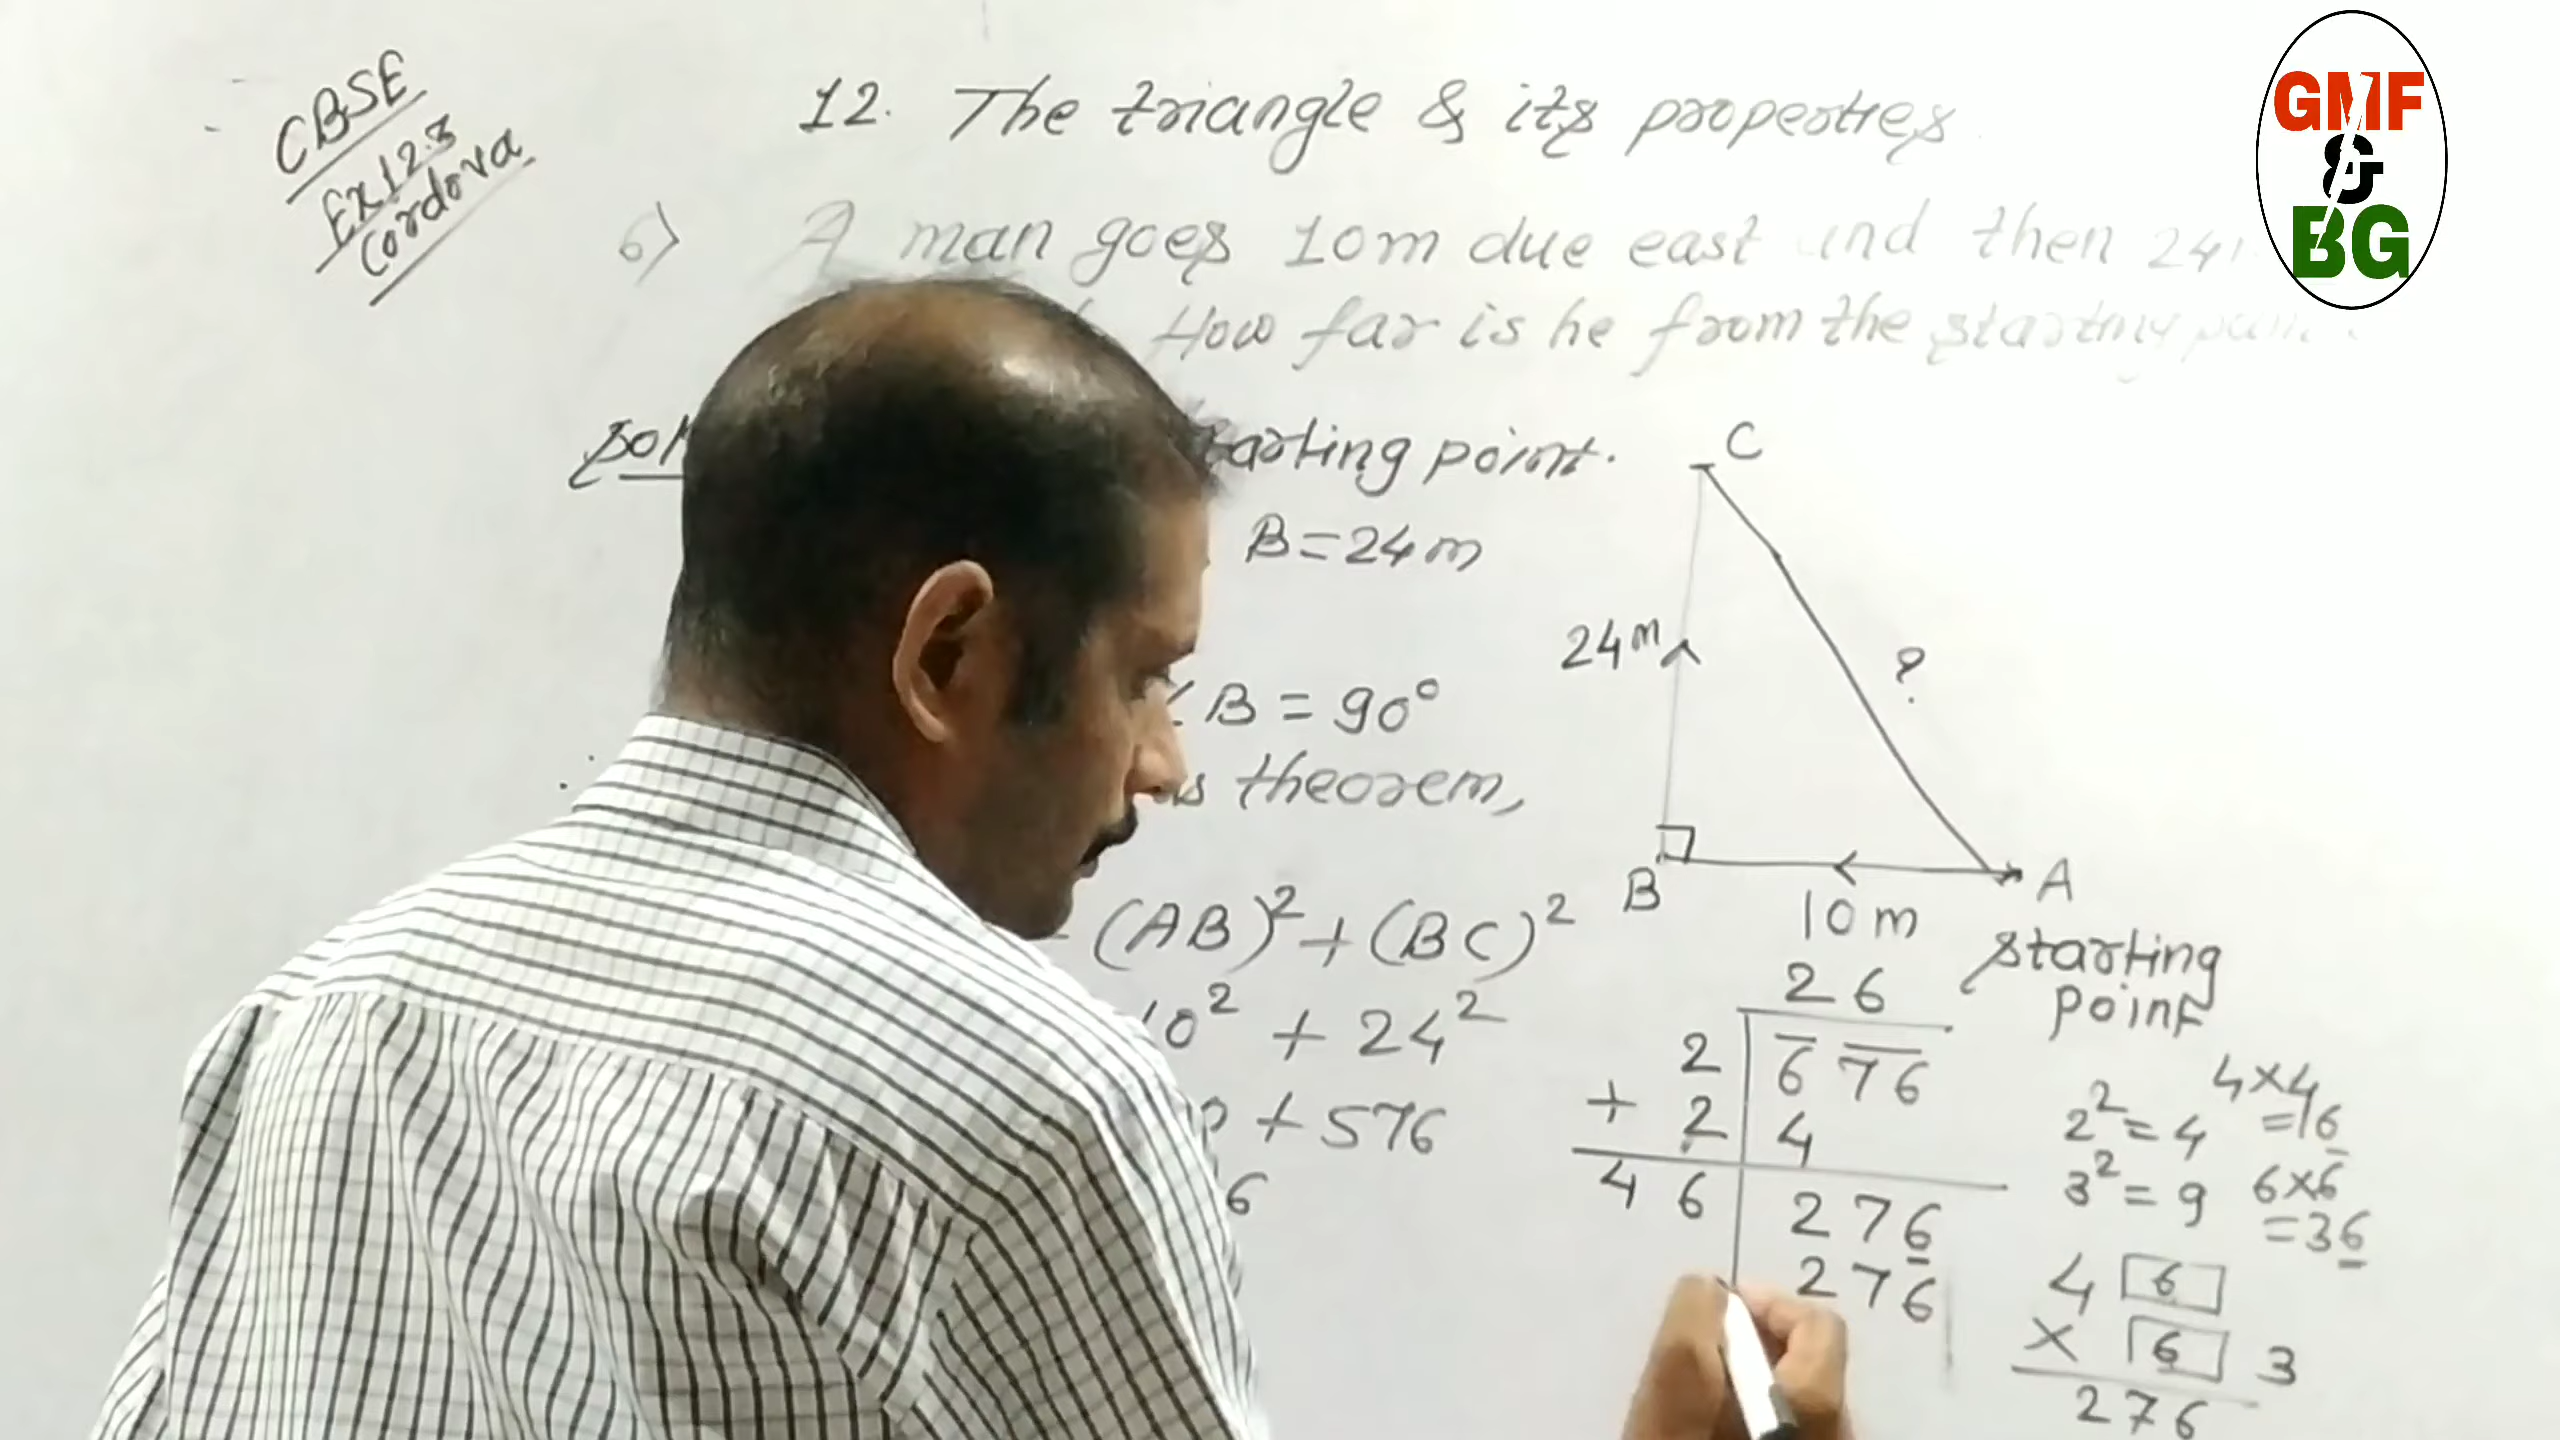 CBSE
Ex 12.3
Cordova
12. The triangle & its properties
6) A man goes 10m due east and then 24
How far is he from the starting
starting point.
B = 24m
∠B = 90°
theorem,
(AB)² + (BC)²
10² + 24²
+ 576
6
C
24m
?
B
A
10m
starting
point
26
2 676
+ 2 4
46 276
276
2² = 4
3² = 9
4×4
=16
6×6
=36
4 6
× 6 3
276
GMF
&
BG